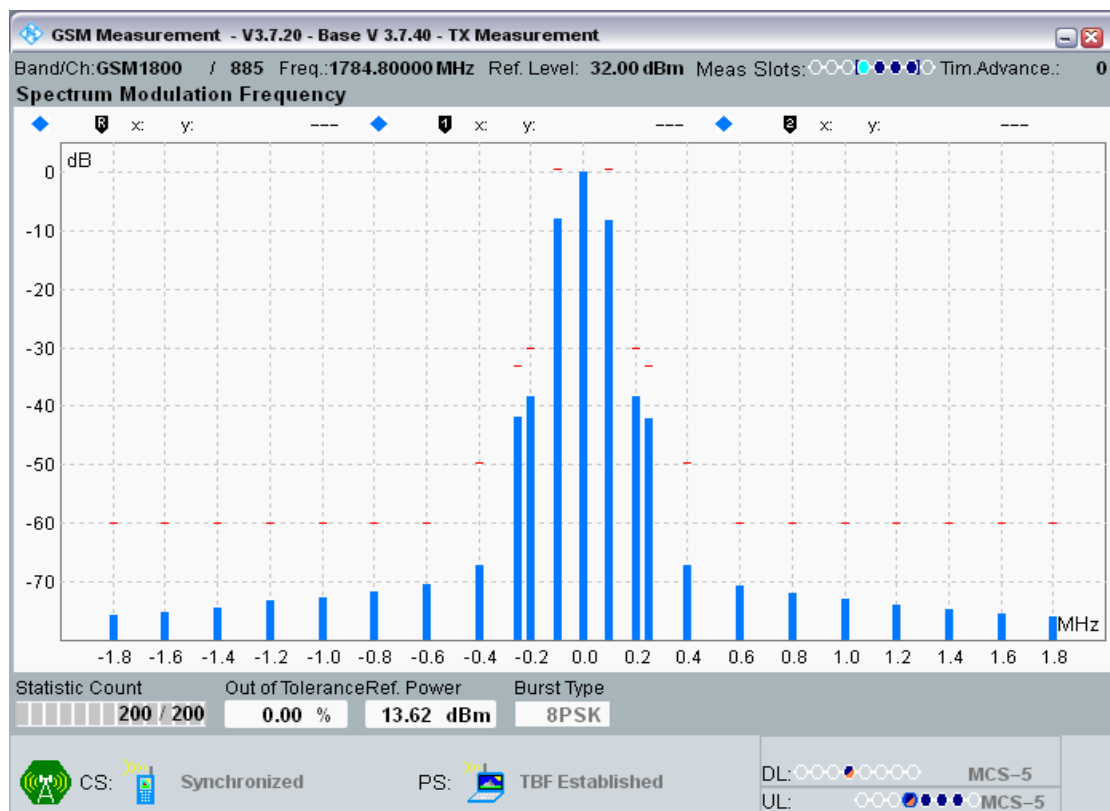 GSM Measurement - V3.7.20 - Base V 3.7.40 - TX Measurement
Band/Ch:GSM1800 / 885 Freq.:1784.80000 MHz Ref. Level: 32.00 dBm Meas Slots: Tim.Advance.: 0
Spectrum Modulation Frequency
R x: y: --- 1 x: y: --- 2 x: y: ---
dB
0
-10
-20
-30
-40
-50
-60
-70
MHz
-1.8 -1.6 -1.4 -1.2 -1.0 -0.8 -0.6 -0.4 -0.2 0.0 0.2 0.4 0.6 0.8 1.0 1.2 1.4 1.6 1.8
Statistic Count Out of Tolerance Ref. Power Burst Type
200 / 200 0.00 % 13.62 dBm 8PSK
CS: Synchronized PS: TBF Established
DL: MCS-5
UL: MCS-5